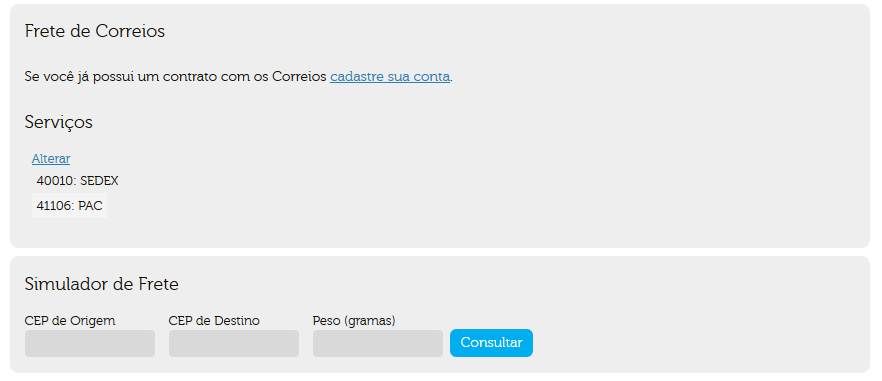 Frete de Correios
Se você já possui um contrato com os Correios cadastre sua conta.
Serviços
Alterar
40010: SEDEX
41106: PAC
Simulador de Frete
CEP de Origem CEP de Destino Peso (gramas)
Consultar